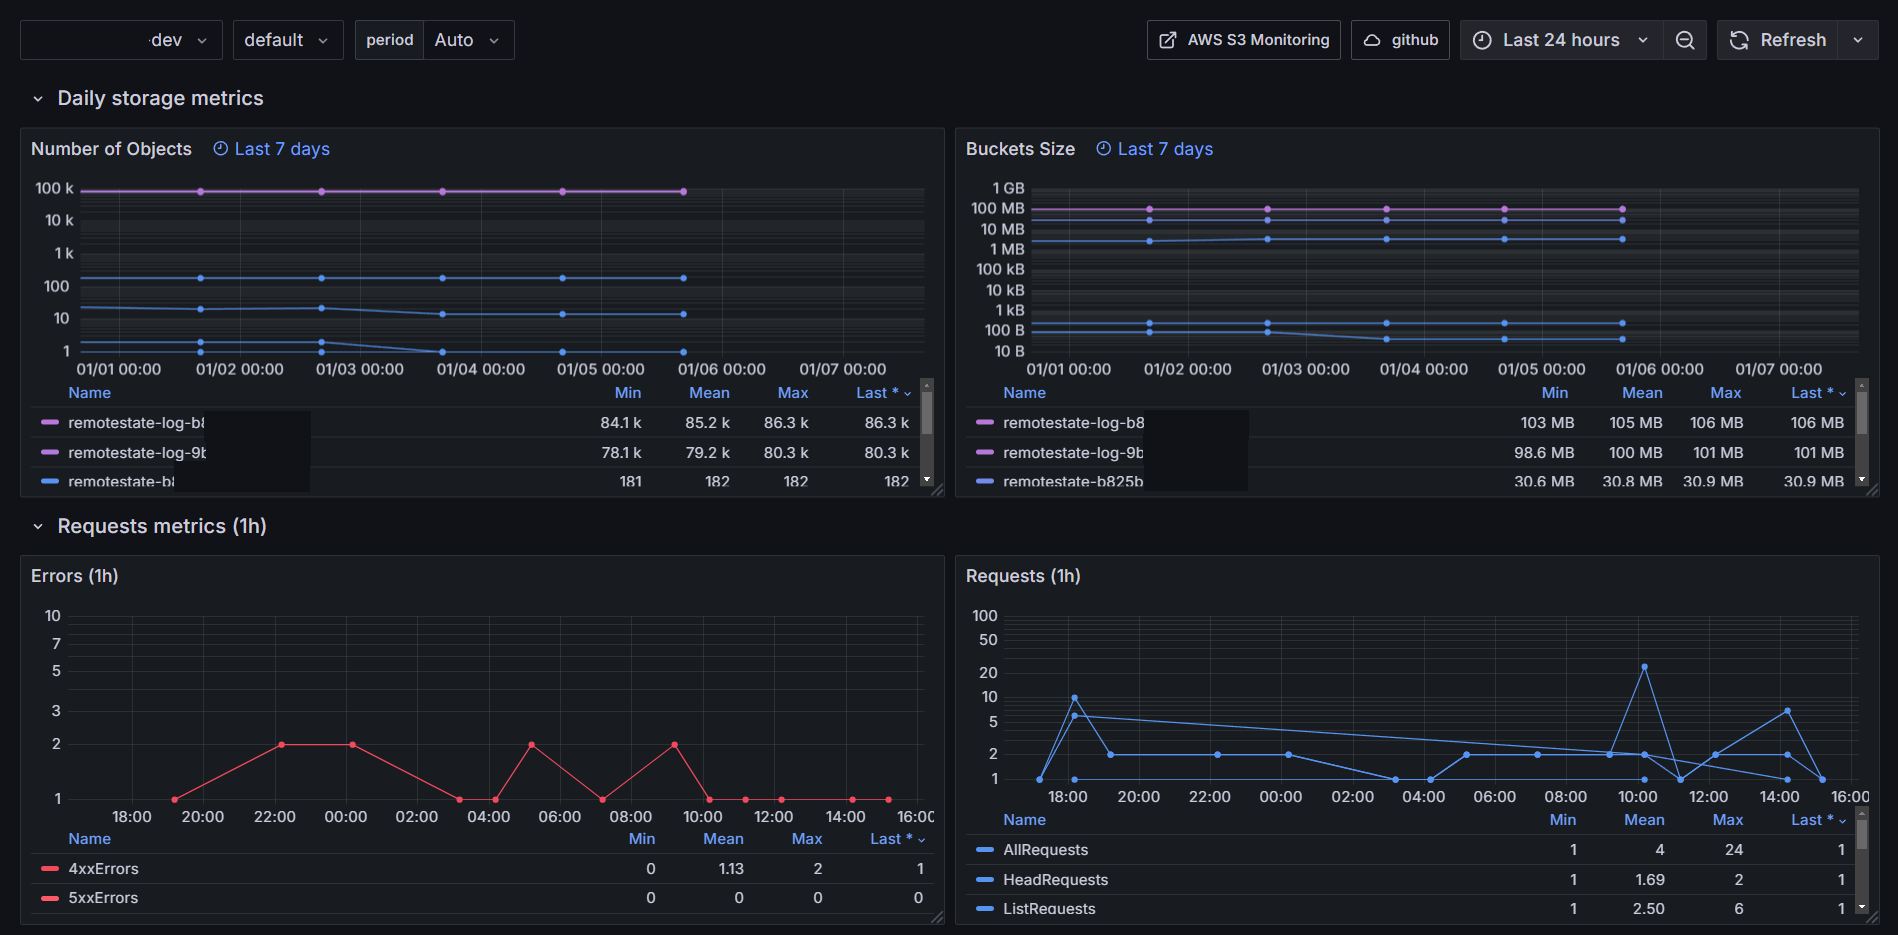 dev default period Auto AWS S3 Monitoring github Last 24 hours Refresh
Daily storage metrics
Number of Objects Last 7 days
100 k
10 k
1 k
100
10
1
01/01 00:00 01/02 00:00 01/03 00:00 01/04 00:00 01/05 00:00 01/06 00:00 01/07 00:00
Name Min Mean Max Last *
remotestate-log-b8 84.1 k 85.2 k 86.3 k 86.3 k
remotestate-log-9b 78.1 k 79.2 k 80.3 k 80.3 k
remotestate-b8 181 182 182 182
Buckets Size Last 7 days
1 GB
100 MB
10 MB
1 MB
100 kB
10 kB
1 kB
100 B
10 B
01/01 00:00 01/02 00:00 01/03 00:00 01/04 00:00 01/05 00:00 01/06 00:00 01/07 00:00
Name Min Mean Max Last *
remotestate-log-b8 103 MB 105 MB 106 MB 106 MB
remotestate-log-9b 98.6 MB 100 MB 101 MB 101 MB
remotestate-b825b 30.6 MB 30.8 MB 30.9 MB 30.9 MB
Requests metrics (1h)
Errors (1h)
10
7
5
3
2
1
18:00 20:00 22:00 00:00 02:00 04:00 06:00 08:00 10:00 12:00 14:00 16:00
Name Min Mean Max Last *
4xxErrors 0 1.13 2 1
5xxErrors 0 0 0 0
Requests (1h)
100
50
20
10
5
2
1
18:00 20:00 22:00 00:00 02:00 04:00 06:00 08:00 10:00 12:00 14:00 16:00
Name Min Mean Max Last *
AllRequests 1 4 24 1
HeadRequests 1 1.69 2 1
ListRequests 1 2.50 6 1